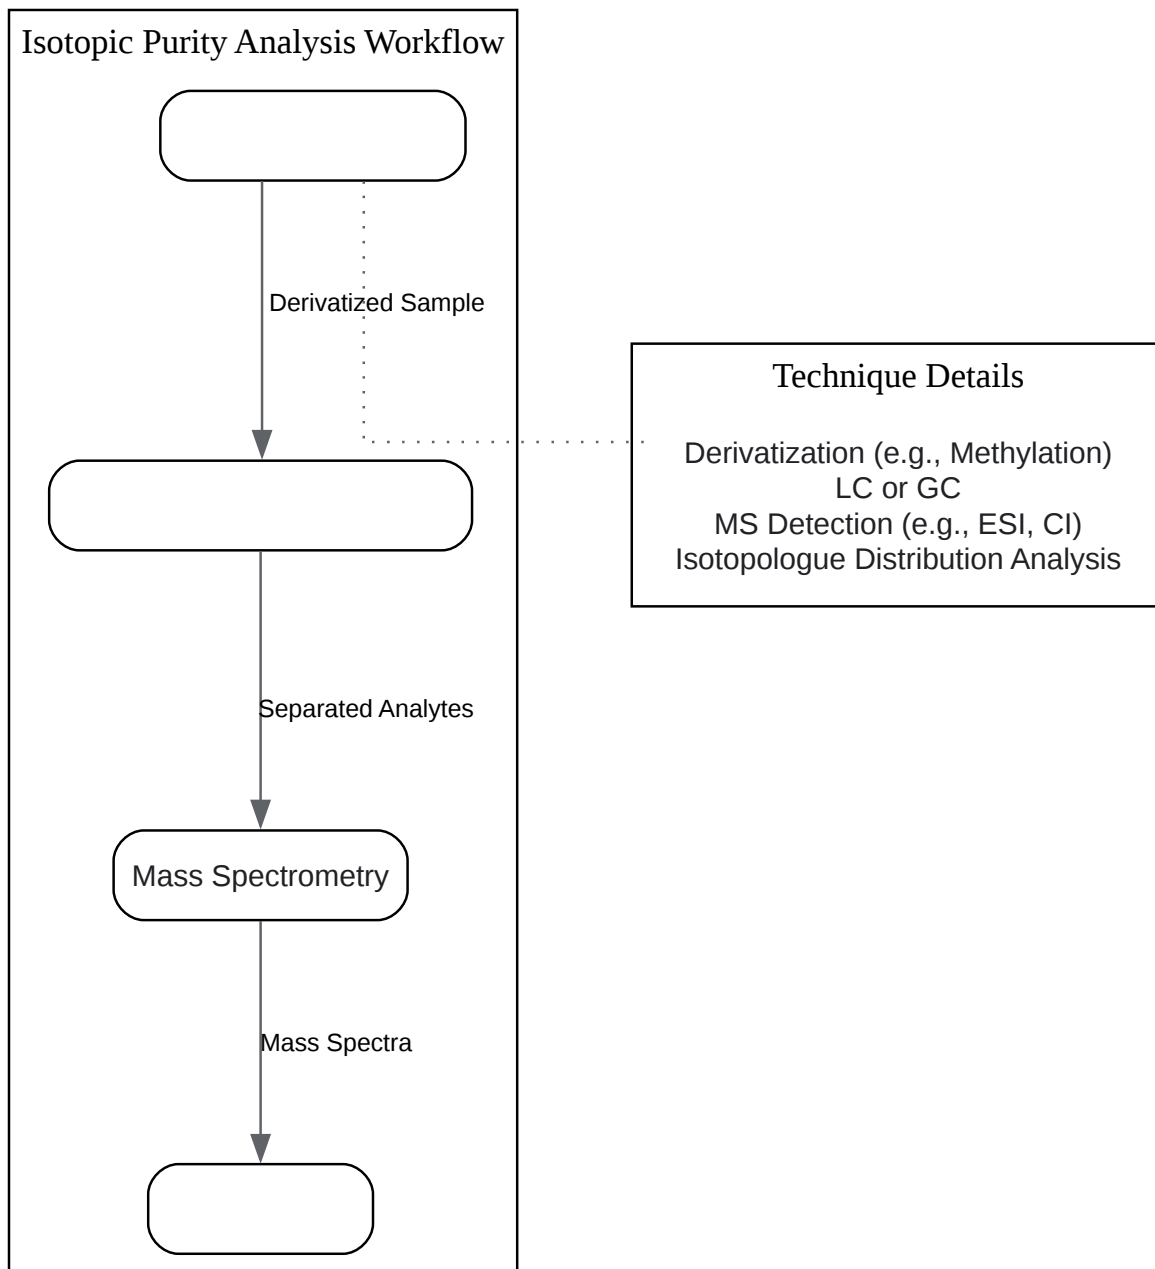 Isotopic Purity Analysis Workflow
Derivatized Sample
Technique Details
Derivatization (e.g., Methylation)
LC or GC
MS Detection (e.g., ESI, CI)
Isotopologue Distribution Analysis
Separated Analytes
Mass Spectrometry
Mass Spectra